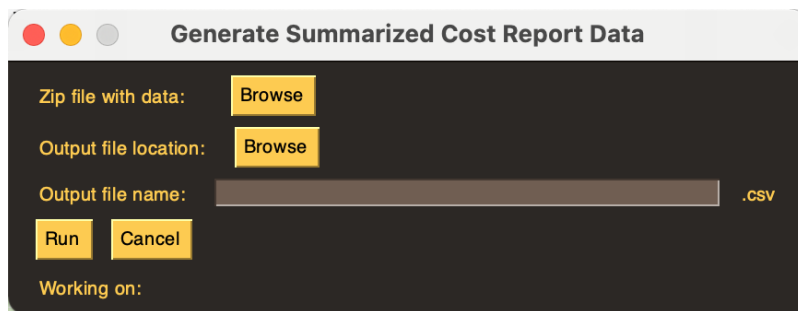 Generate Summarized Cost Report Data
Zip file with data: Browse
Output file location: Browse
Output file name: .csv
Run Cancel
Working on: